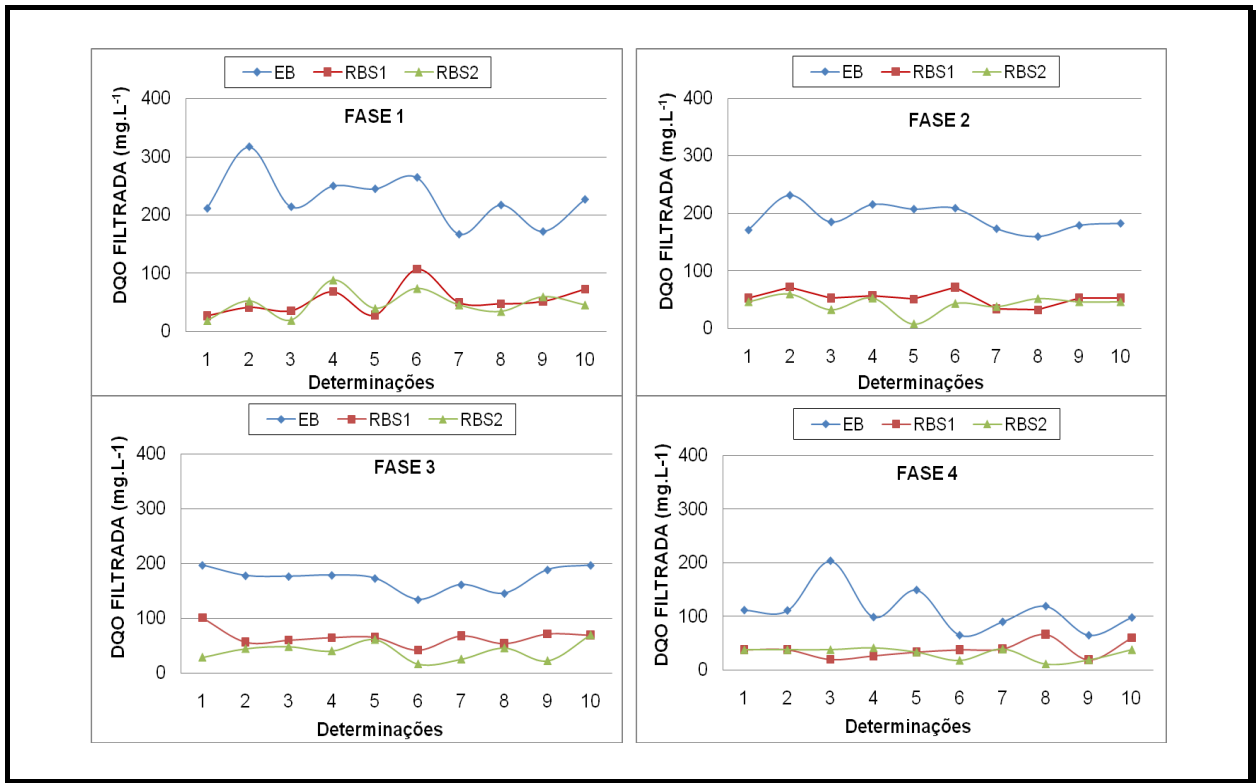 EB RBS1 RBS2
DQO FILTRADA (mg.L-1)
FASE 1
400
300
200
100
0
1 2 3 4 5 6 7 8 9 10
Determinações
EB RBS1 RBS2
DQO FILTRADA (mg.L-1)
FASE 2
400
300
200
100
0
1 2 3 4 5 6 7 8 9 10
Determinações
EB RBS1 RBS2
DQO FILTRADA (mg.L-1)
FASE 3
400
300
200
100
0
1 2 3 4 5 6 7 8 9 10
Determinações
EB RBS1 RBS2
DQO FILTRADA (mg.L-1)
FASE 4
400
300
200
100
0
1 2 3 4 5 6 7 8 9 10
Determinações